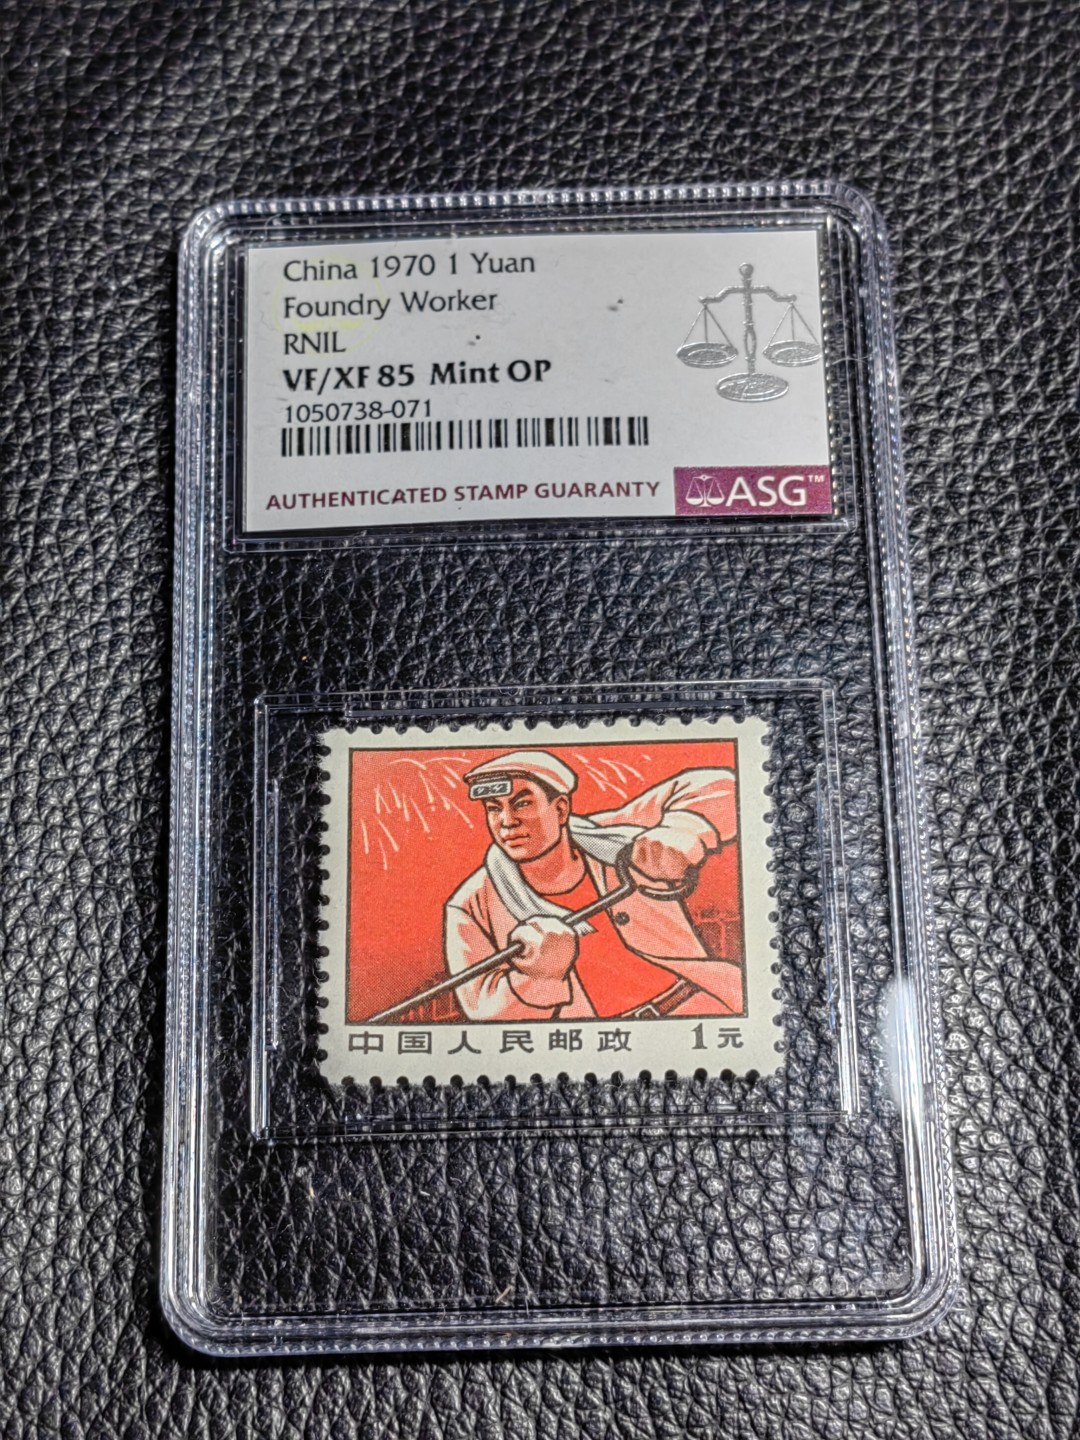 China 1970 1 Yuan
Foundry Worker
RNIL
VF/XF 85 Mint OP
1050738-071
AUTHENTICATED STAMP GUARANTY ASG™
中国人民邮政 1元